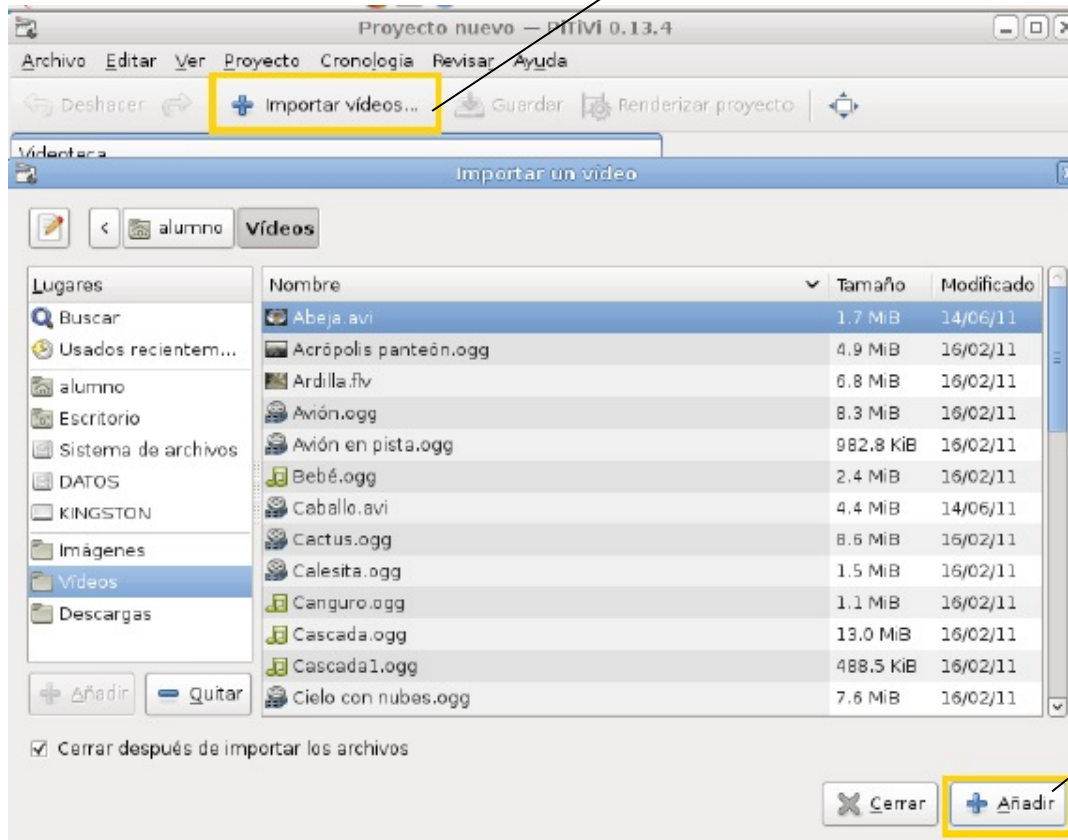 Proyecto nuevo — PiTiVi 0.13.4
Archivo Editar Ver Proyecto Cronología Revisar Ayuda
Deshacer Importar vídeos... Guardar Renderizar proyecto
Videoteca
Importar un vídeo
alumno Vídeos
Lugares
Buscar
Usados recientem...
alumno
Escritorio
Sistema de archivos
DATOS
KINGSTON
Imágenes
Vídeos
Descargas
Añadir Quitar
Nombre Tamaño Modificado
Abeja.avi 1.7 MiB 14/06/11
Acrópolis panteón.ogg 4.9 MiB 16/02/11
Ardilla.flv 6.8 MiB 16/02/11
Avión.ogg 8.3 MiB 16/02/11
Avión en pista.ogg 982.8 KiB 16/02/11
Bebé.ogg 2.4 MiB 16/02/11
Caballo.avi 4.4 MiB 14/06/11
Cactus.ogg 8.6 MiB 16/02/11
Calesita.ogg 1.5 MiB 16/02/11
Canguro.ogg 1.1 MiB 16/02/11
Cascada.ogg 13.0 MiB 16/02/11
Cascada1.ogg 488.5 KiB 16/02/11
Cielo con nubes.ogg 7.6 MiB 16/02/11
Cerrar después de importar los archivos
Cerrar Añadir